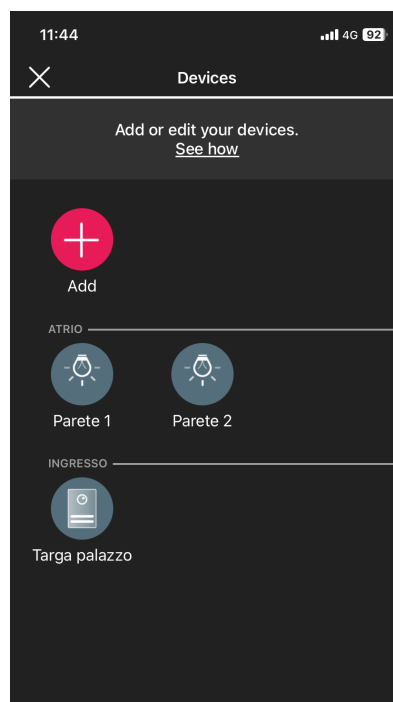 11:44
4G 92
Devices
Add or edit your devices.
See how
Add
ATRIO
Parete 1 Parete 2
INGRESSO
Targa palazzo